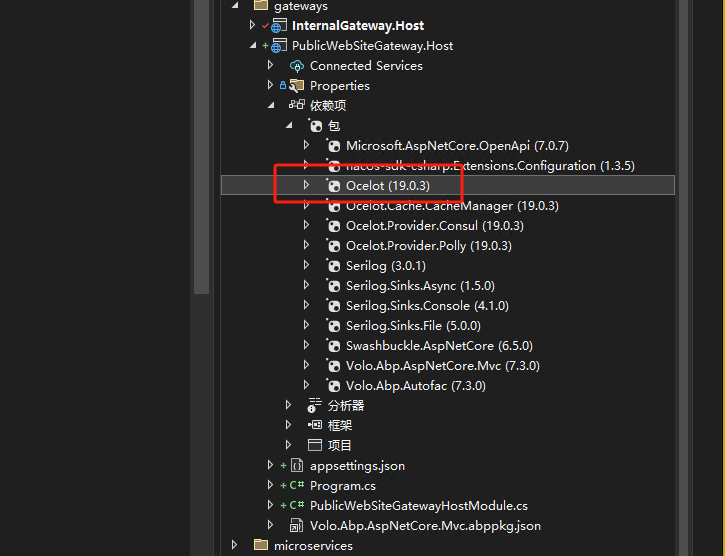 gateways
InternalGateway.Host
PublicWebSiteGateway.Host
Connected Services
Properties
依赖项
包
Microsoft.AspNetCore.OpenApi (7.0.7)
nacos-sdk-csharp.Extensions.Configuration (1.3.5)
Ocelot (19.0.3)
Ocelot.Cache.CacheManager (19.0.3)
Ocelot.Provider.Consul (19.0.3)
Ocelot.Provider.Polly (19.0.3)
Serilog (3.0.1)
Serilog.Sinks.Async (1.5.0)
Serilog.Sinks.Console (4.1.0)
Serilog.Sinks.File (5.0.0)
Swashbuckle.AspNetCore (6.5.0)
Volo.Abp.AspNetCore.Mvc (7.3.0)
Volo.Abp.Autofac (7.3.0)
分析器
框架
项目
appsettings.json
C# Program.cs
C# PublicWebSiteGatewayHostModule.cs
Volo.Abp.AspNetCore.Mvc.abppkg.json
microservices